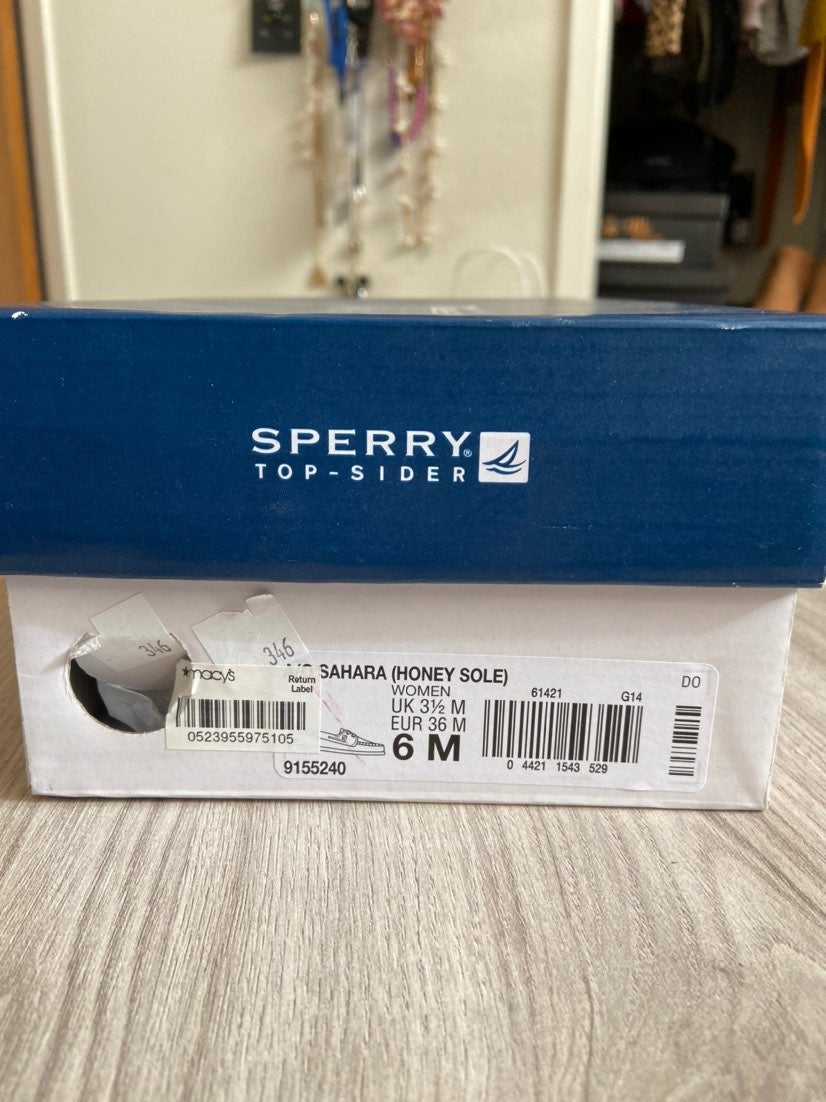 SPERRY®
TOP-SIDER
346
346
★macy's
Return
Label
0523955975105
SAHARA (HONEY SOLE)
WOMEN
UK 3½ M
EUR 36 M
6 M
9155240
61421
G14
0 4421 1543 529
DO